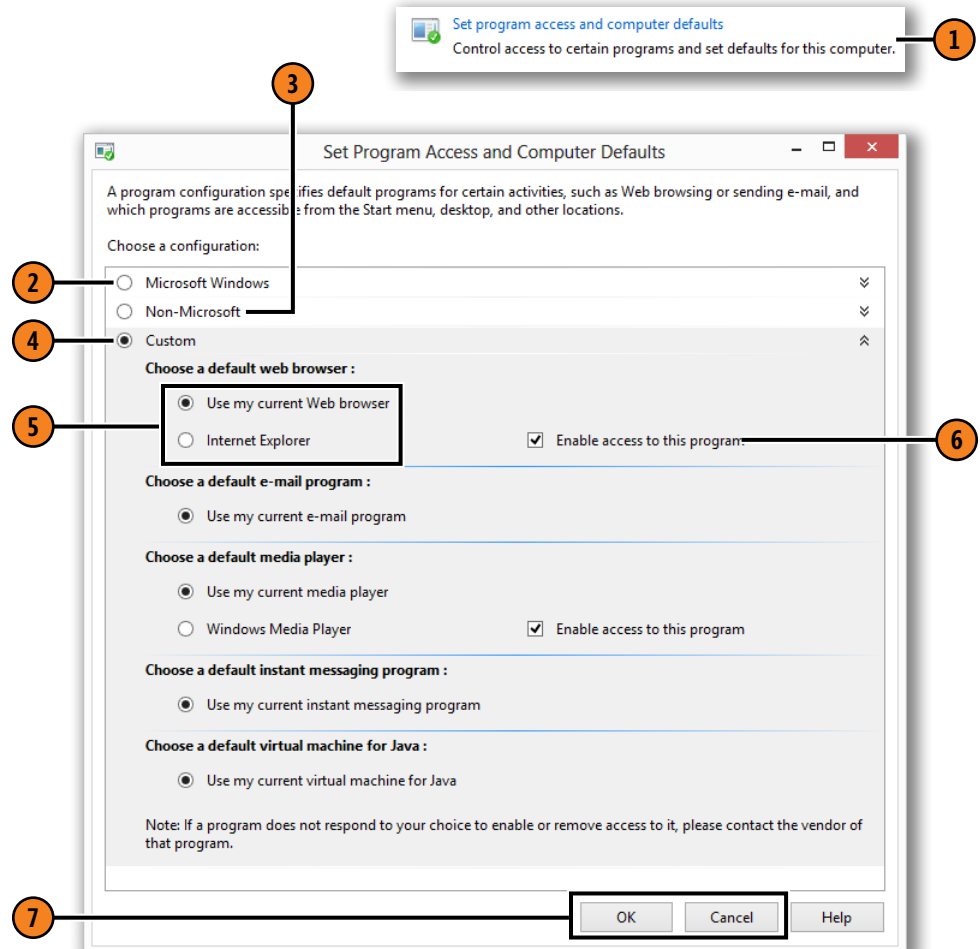 Set program access and computer defaults
Control access to certain programs and set defaults for this computer.
1
3
Set Program Access and Computer Defaults
A program configuration specifies default programs for certain activities, such as Web browsing or sending e-mail, and
which programs are accessible from the Start menu, desktop, and other locations.
Choose a configuration:
2
Microsoft Windows
Non-Microsoft
4
Custom
Choose a default web browser :
5
Use my current Web browser
Internet Explorer
Enable access to this program
6
Choose a default e-mail program :
Use my current e-mail program
Choose a default media player :
Use my current media player
Windows Media Player
Enable access to this program
Choose a default instant messaging program :
Use my current instant messaging program
Choose a default virtual machine for Java :
Use my current virtual machine for Java
Note: If a program does not respond to your choice to enable or remove access to it, please contact the vendor of
that program.
7
OK
Cancel
Help